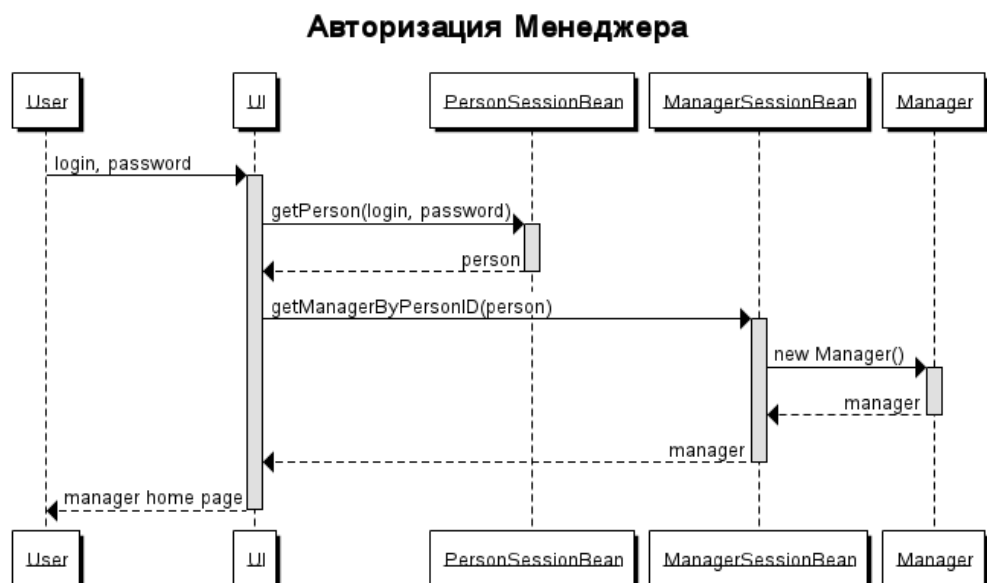 Авторизация Менеджера
User UI PersonSessionBean ManagerSessionBean Manager
login, password
getPerson(login, password)
person
getManagerByPersonID(person)
new Manager()
manager
manager
manager home page
User UI PersonSessionBean ManagerSessionBean Manager